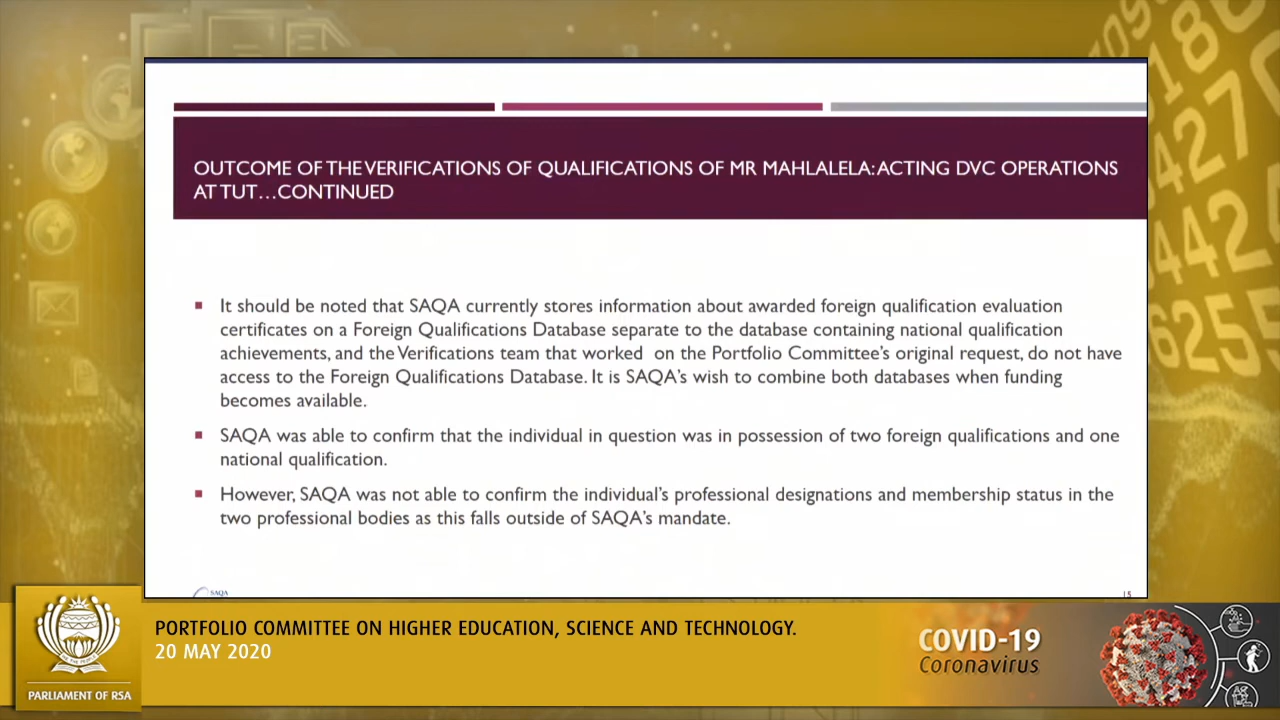 OUTCOME OF THE VERIFICATIONS OF QUALIFICATIONS OF MR MAHLALELA: ACTING DVC OPERATIONS
AT TUT...CONTINUED
It should be noted that SAQA currently stores information about awarded foreign qualification evaluation
certificates on a Foreign Qualifications Database separate to the database containing national qualification
achievements, and the Verifications team that worked on the Portfolio Committee's original request, do not have
access to the Foreign Qualifications Database. It is SAQA's wish to combine both databases when funding
becomes available.
SAQA was able to confirm that the individual in question was in possession of two foreign qualifications and one
national qualification.
However, SAQA was not able to confirm the individual's professional designations and membership status in the
two professional bodies as this falls outside of SAQA's mandate.
SAQA
PORTFOLIO COMMITTEE ON HIGHER EDUCATION, SCIENCE AND TECHNOLOGY.
20 MAY 2020
PARLIAMENT OF RSA
COVID-19
Coronavirus